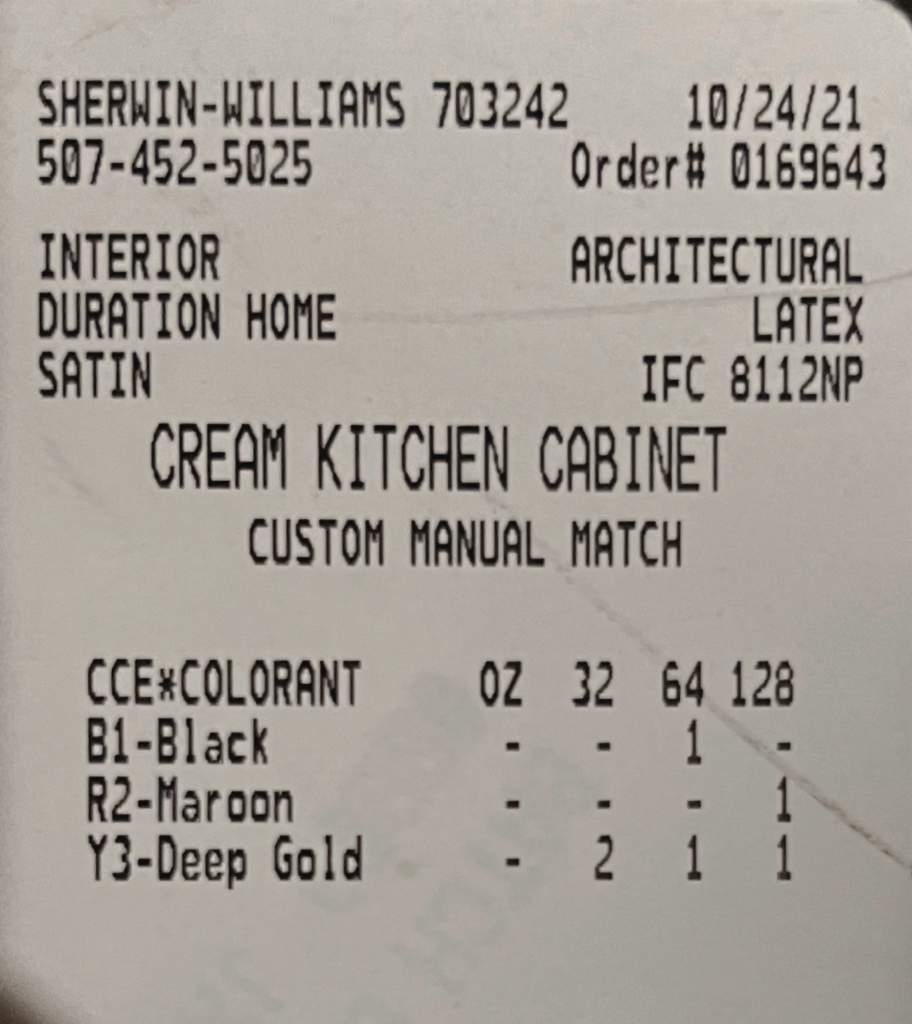 SHERWIN-WILLIAMS 703242 10/24/21
507-452-5025 Order# 0169643
INTERIOR ARCHITECTURAL
DURATION HOME LATEX
SATIN IFC 8112NP
CREAM KITCHEN CABINET
CUSTOM MANUAL MATCH
CCE*COLORANT OZ 32 64 128
B1-Black - - 1 -
R2-Maroon - - - 1
Y3-Deep Gold - 2 1 1